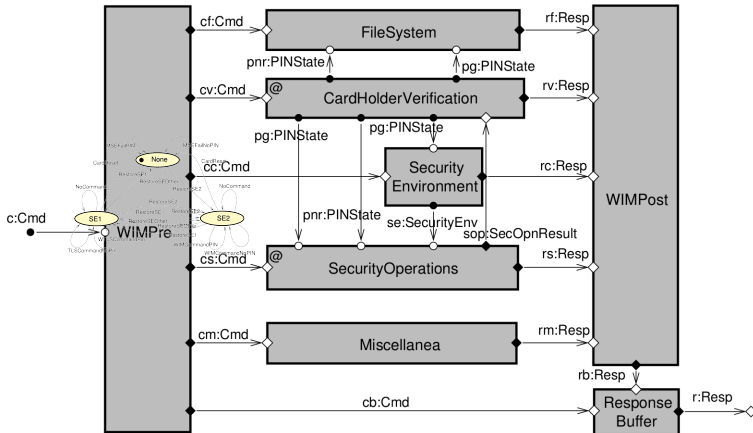 cf:Cmd
FileSystem
rf:Resp
pnr:PINState
pg:PINState
cv:Cmd
@
CardHolderVerification
rv:Resp
pg:PINState
pg:PINState
None
cc:Cmd
Security
Environment
rc:Resp
WIMPost
NoCommand
NoCommand
c:Cmd
SE1
SE2
WIMPre
pnr:PINState
se:SecurityEnv
sop:SecOpnResult
cs:Cmd
@
SecurityOperations
rs:Resp
cm:Cmd
Miscellanea
rm:Resp
rb:Resp
cb:Cmd
Response
Buffer
r:Resp